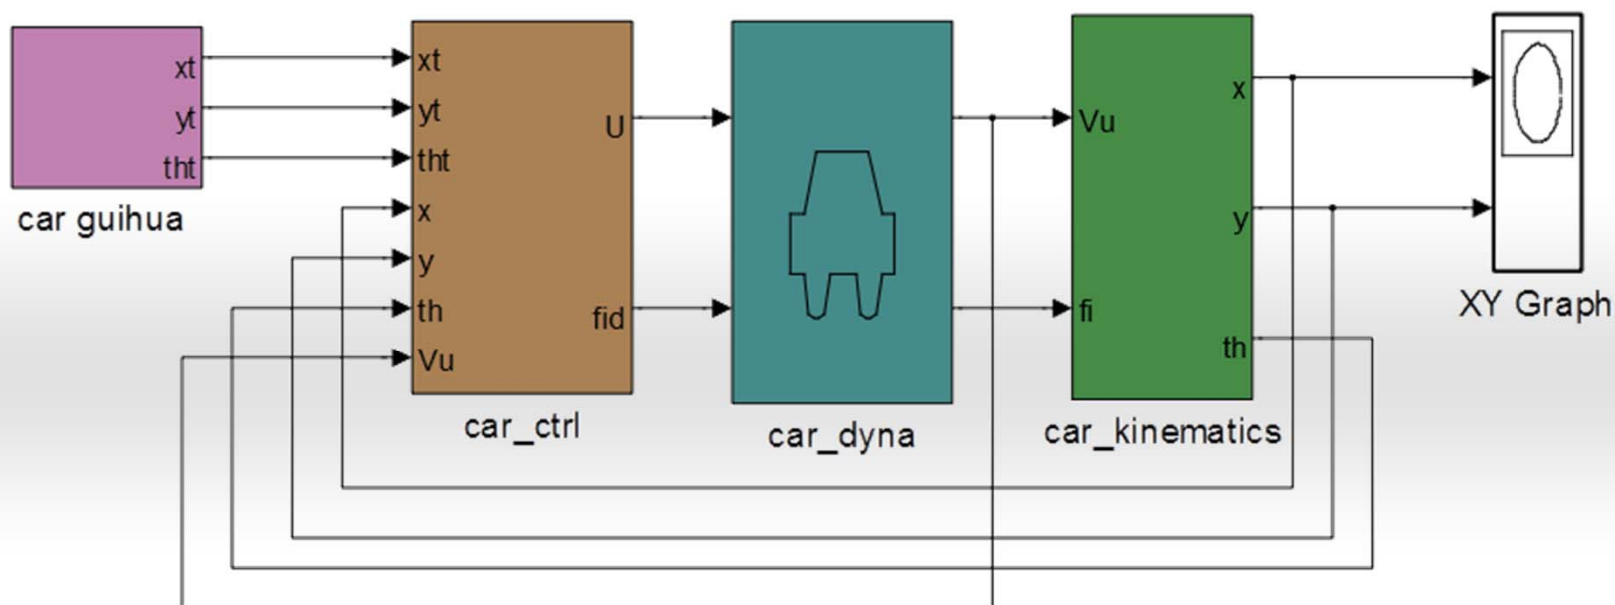 xt
yt
tht
car guihua
xt
yt
tht
x
y
th
Vu
U
fid
car_ctrl
car_dyna
Vu
fi
x
y
th
car_kinematics
XY Graph